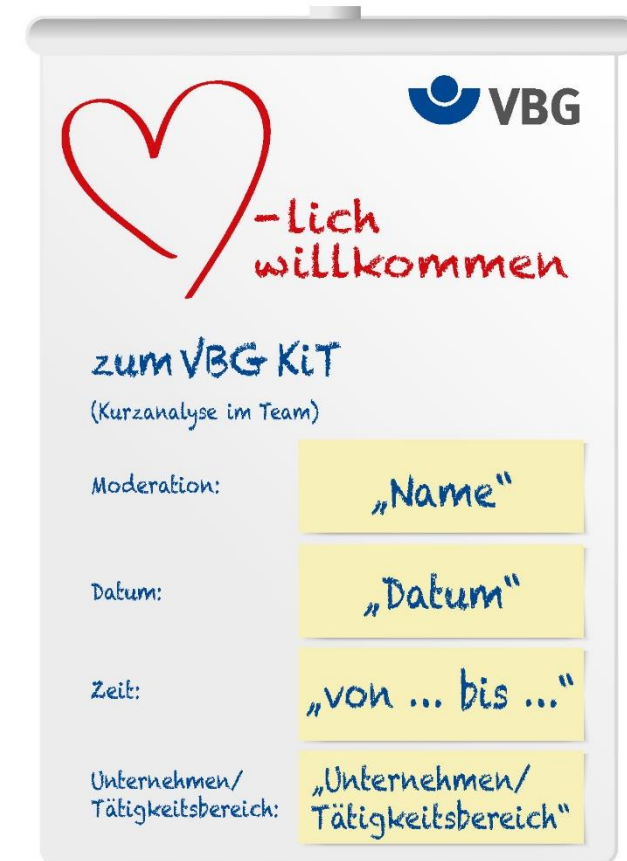 VBG
-lich
willkommen
zum VBG KiT
(Kurzanalyse im Team)
Moderation:
„Name“
Datum:
„Datum“
Zeit:
„von ... bis ...“
Unternehmen/
Tätigkeitsbereich:
„Unternehmen/
Tätigkeitsbereich“